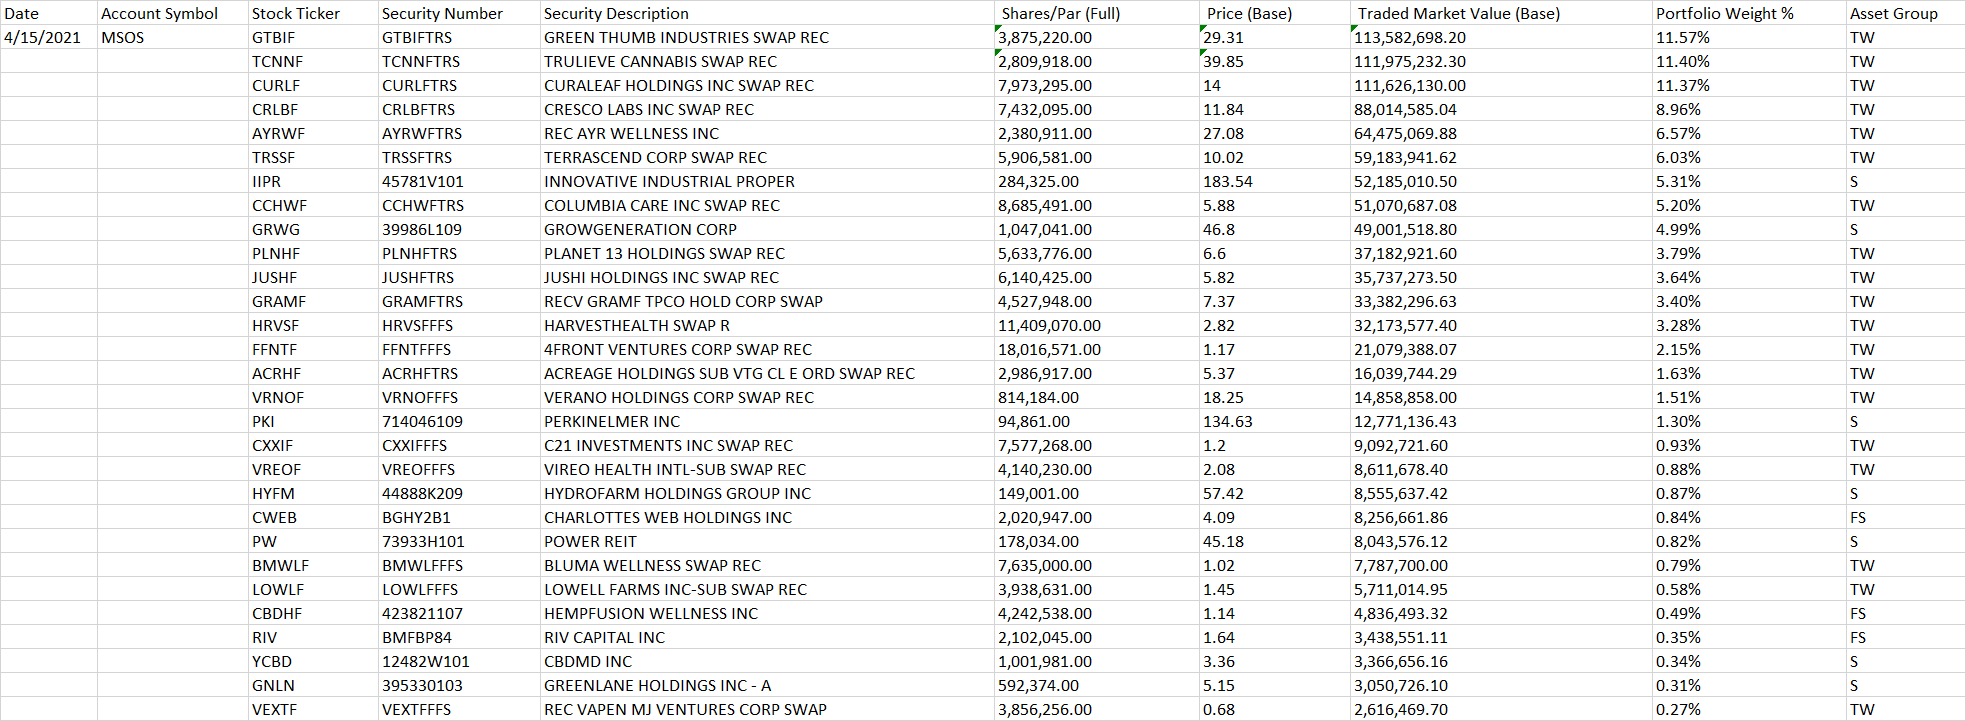 Date Account Symbol Stock Ticker Security Number Security Description Shares/Par (Full) Price (Base) Traded Market Value (Base) Portfolio Weight % Asset Group
4/15/2021 MSOS GTBIF GTBIFTRS GREEN THUMB INDUSTRIES SWAP REC 3,875,220.00 29.31 113,582,698.20 11.57% TW
TCNNF TCNNFTRS TRULIEVE CANNABIS SWAP REC 2,809,918.00 39.85 111,975,232.30 11.40% TW
CURLF CURLFTRS CURALEAF HOLDINGS INC SWAP REC 7,973,295.00 14 111,626,130.00 11.37% TW
CRLBF CRLBFTRS CRESCO LABS INC SWAP REC 7,432,095.00 11.84 88,014,585.04 8.96% TW
AYRWF AYRWFTRS REC AYR WELLNESS INC 2,380,911.00 27.08 64,475,069.88 6.57% TW
TRSSF TRSSFTRS TERRASCEND CORP SWAP REC 5,906,581.00 10.02 59,183,941.62 6.03% TW
IIPR 45781V101 INNOVATIVE INDUSTRIAL PROPER 284,325.00 183.54 52,185,010.50 5.31% S
CCHWF CCHWFTRS COLUMBIA CARE INC SWAP REC 8,685,491.00 5.88 51,070,687.08 5.20% TW
GRWG 39986L109 GROWGENERATION CORP 1,047,041.00 46.8 49,001,518.80 4.99% S
PLNHF PLNHFTRS PLANET 13 HOLDINGS SWAP REC 5,633,776.00 6.6 37,182,921.60 3.79% TW
JUSHF JUSHFTRS JUSHI HOLDINGS INC SWAP REC 6,140,425.00 5.82 35,737,273.50 3.64% TW
GRAMF GRAMFTRS RECV GRAMF TPCO HOLD CORP SWAP 4,527,948.00 7.37 33,382,296.63 3.40% TW
HRVSF HRVSFFFS HARVESTHEALTH SWAP R 11,409,070.00 2.82 32,173,577.40 3.28% TW
FFNTF FFNTFFFS 4FRONT VENTURES CORP SWAP REC 18,016,571.00 1.17 21,079,388.07 2.15% TW
ACRHF ACRHFTRS ACREAGE HOLDINGS SUB VTG CL E ORD SWAP REC 2,986,917.00 5.37 16,039,744.29 1.63% TW
VRNOF VRNOFFFS VERANO HOLDINGS CORP SWAP REC 814,184.00 18.25 14,858,858.00 1.51% TW
PKI 714046109 PERKINELMER INC 94,861.00 134.63 12,771,136.43 1.30% S
CXXIF CXXIFFFS C21 INVESTMENTS INC SWAP REC 7,577,268.00 1.2 9,092,721.60 0.93% TW
VREOF VREOFFFS VIREO HEALTH INTL-SUB SWAP REC 4,140,230.00 2.08 8,611,678.40 0.88% TW
HYFM 44888K209 HYDROFARM HOLDINGS GROUP INC 149,001.00 57.42 8,555,637.42 0.87% S
CWEB BGHY2B1 CHARLOTTES WEB HOLDINGS INC 2,020,947.00 4.09 8,256,661.86 0.84% FS
PW 73933H101 POWER REIT 178,034.00 45.18 8,043,576.12 0.82% S
BMWLF BMWLFFFS BLUMA WELLNESS SWAP REC 7,635,000.00 1.02 7,787,700.00 0.79% TW
LOWLF LOWLFFFS LOWELL FARMS INC-SUB SWAP REC 3,938,631.00 1.45 5,711,014.95 0.58% TW
CBDHF 423821107 HEMPFUSION WELLNESS INC 4,242,538.00 1.14 4,836,493.32 0.49% FS
RIV BMFBP84 RIV CAPITAL INC 2,102,045.00 1.64 3,438,551.11 0.35% FS
YCBD 12482W101 CBDMD INC 1,001,981.00 3.36 3,366,656.16 0.34% S
GNLN 395330103 GREENLANE HOLDINGS INC - A 592,374.00 5.15 3,050,726.10 0.31% S
VEXTF VEXTFFFS REC VAPEN MJ VENTURES CORP SWAP 3,856,256.00 0.68 2,616,469.70 0.27% TW